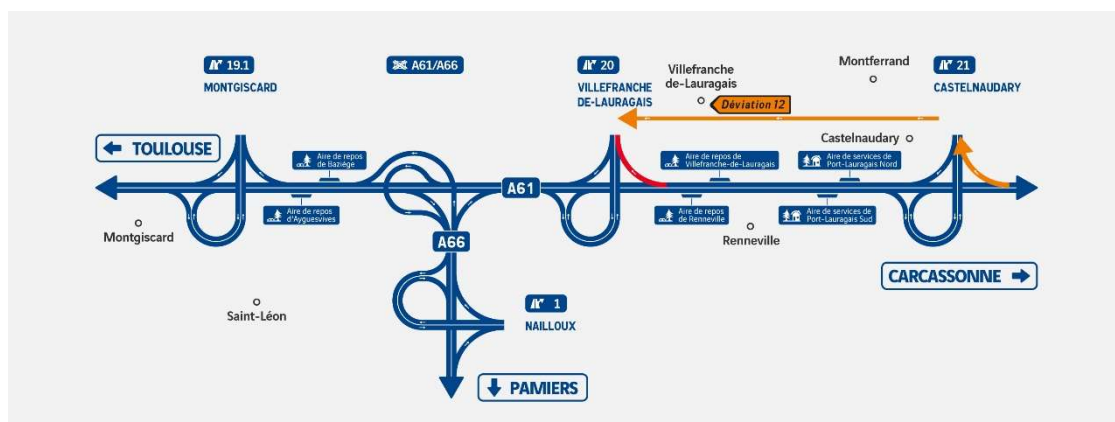 19.1
MONTGISCARD
A61/A66
20
VILLEFRANCHE
DE-LAURAGAIS
Villefranche
de-Lauragais
Déviation 12
Montferrand
21
CASTELNAUDARY
TOULOUSE
Aire de repos
de Baziège
Aire de repos de
Villefranche-de-Lauragais
Castelnaudary
Aire de services de
Port-Lauragais Nord
A61
Aire de repos
d'Ayguesvives
Aire de repos
de Renneville
Aire de services de
Port-Lauragais Sud
Montgiscard
A66
Renneville
CARCASSONNE
Saint-Léon
1
NAILLOUX
PAMIERS